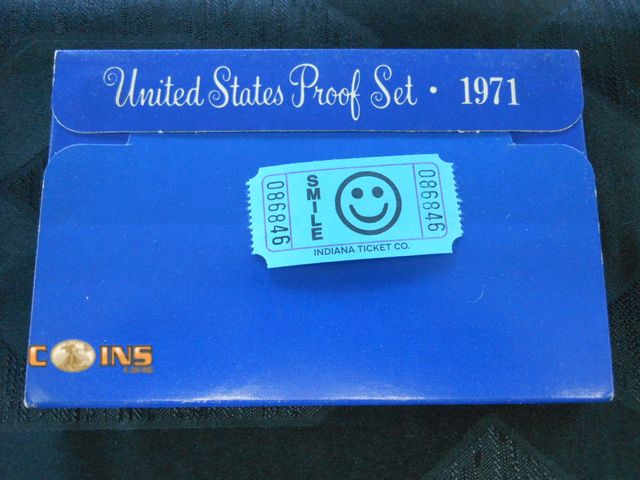 United States Proof Set • 1971
086846
SMILE
086846
INDIANA TICKET CO.
COINS